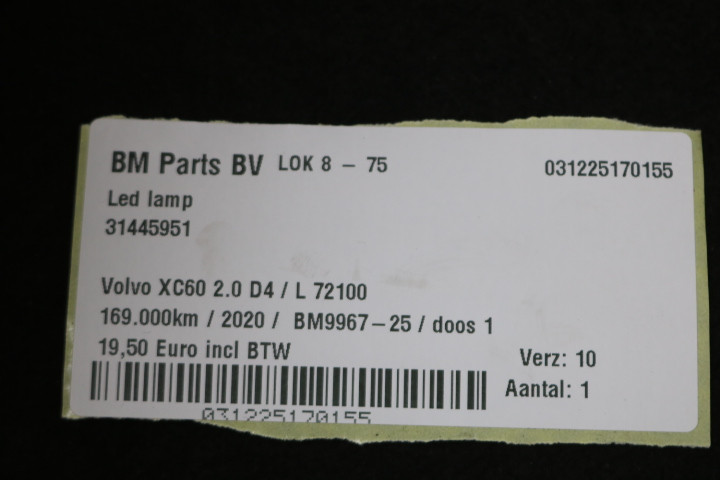 BM Parts BV LOK 8 - 75 031225170155
Led lamp
31445951
Volvo XC60 2.0 D4 / L 72100
169.000km / 2020 / BM9967-25 / doos 1
19,50 Euro incl BTW Verz: 10
Aantal: 1
031225170155